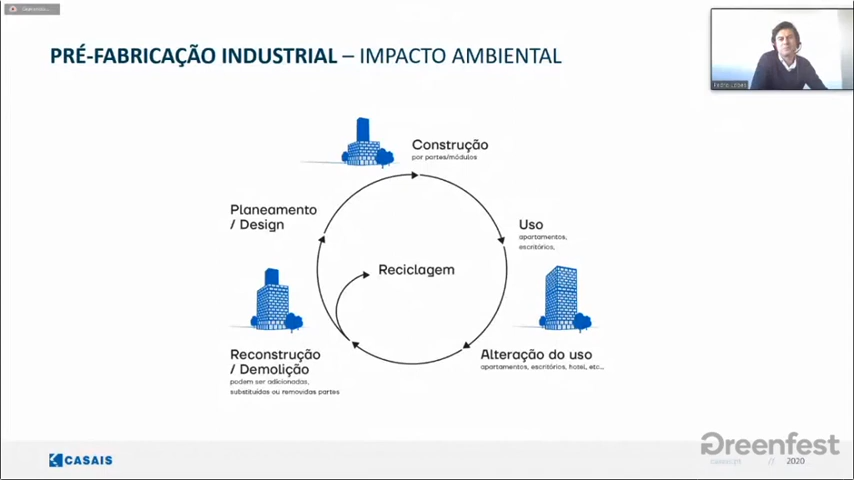 PRÉ-FABRICAÇÃO INDUSTRIAL – IMPACTO AMBIENTAL
Construção
por partes/módulos
Planeamento
/ Design
Uso
apartamentos,
escritórios,
Reciclagem
Reconstrução
/ Demolição
podem ser adicionadas,
substituídas ou removidas partes
Alteração do uso
apartamentos, escritórios, hotel, etc...
CASAIS
Greenfest
// 2020